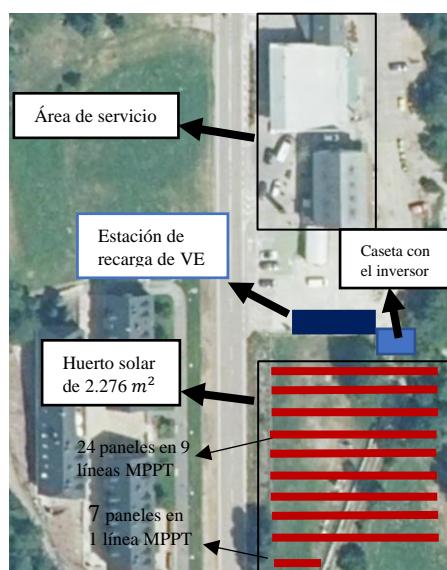 Área de servicio
Estación de
recarga de VE
Caseta con
el inversor
Huerto solar
de 2.276 m²
24 paneles en 9
líneas MPPT
7 paneles en
1 línea MPPT